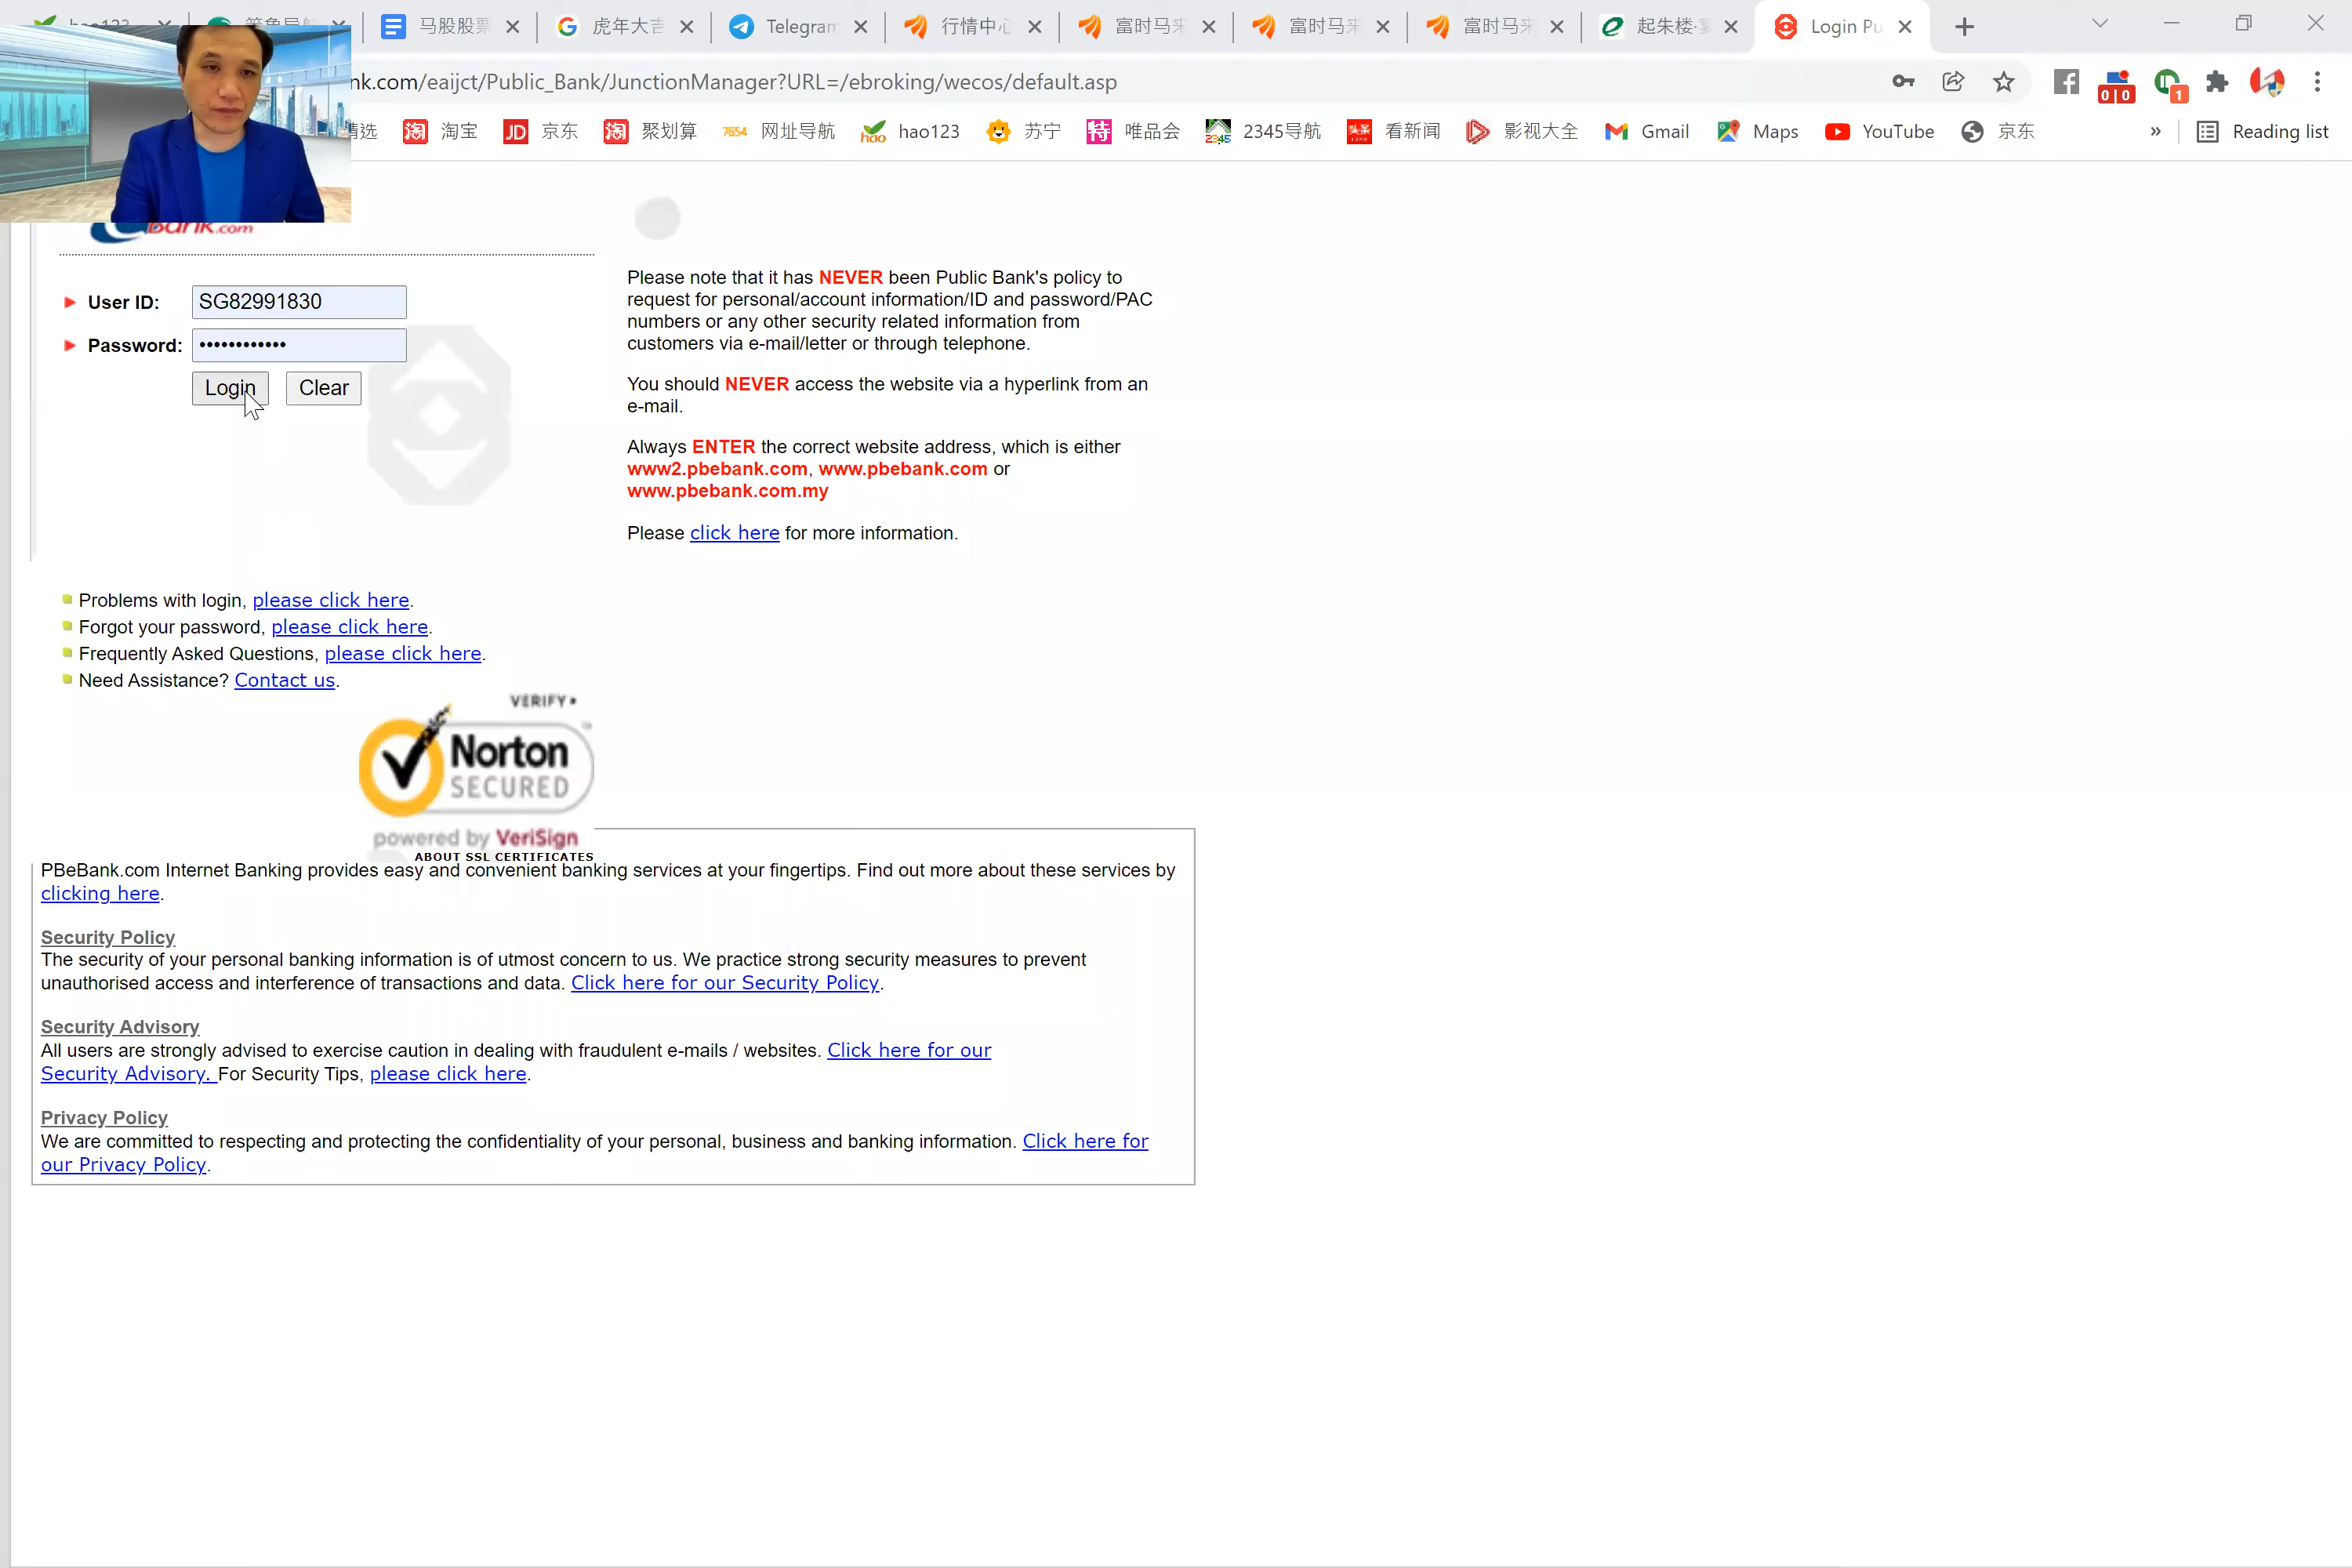 马股股票
虎年大吉
Telegram
行情中心
富时马来
富时马来
富时马来
起朱楼·宴
Login Pu
nk.com/eaijct/Public_Bank/JunctionManager?URL=/ebroking/wecos/default.asp
0|0
1
精选
淘 淘宝
JD 京东
淘 聚划算
7654 网址导航
hao hao123
苏宁
特 唯品会
2345 2345导航
看新闻
影视大全
Gmail
Maps
YouTube
京东
»
Reading list
Bank.com
User ID: SG82991830
Password: ••••••••••••
Login Clear
Please note that it has NEVER been Public Bank's policy to
request for personal/account information/ID and password/PAC
numbers or any other security related information from
customers via e-mail/letter or through telephone.
You should NEVER access the website via a hyperlink from an
e-mail.
Always ENTER the correct website address, which is either
www2.pbebank.com, www.pbebank.com or
www.pbebank.com.my
Please click here for more information.
Problems with login, please click here.
Forgot your password, please click here.
Frequently Asked Questions, please click here.
Need Assistance? Contact us.
VERIFY
Norton
SECURED
powered by VeriSign
ABOUT SSL CERTIFICATES
PBeBank.com Internet Banking provides easy and convenient banking services at your fingertips. Find out more about these services by
clicking here.
Security Policy
The security of your personal banking information is of utmost concern to us. We practice strong security measures to prevent
unauthorised access and interference of transactions and data. Click here for our Security Policy.
Security Advisory
All users are strongly advised to exercise caution in dealing with fraudulent e-mails / websites. Click here for our
Security Advisory. For Security Tips, please click here.
Privacy Policy
We are committed to respecting and protecting the confidentiality of your personal, business and banking information. Click here for
our Privacy Policy.